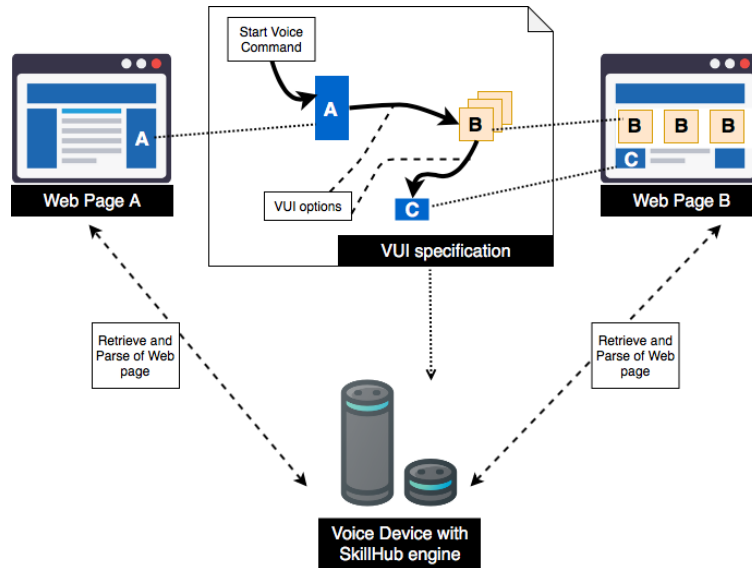 Start Voice
Command
A
B
VUI options
C
VUI specification
A
Web Page A
B B B
C
Web Page B
Retrieve and
Parse of Web
page
Retrieve and
Parse of Web
page
Voice Device with
SkillHub engine